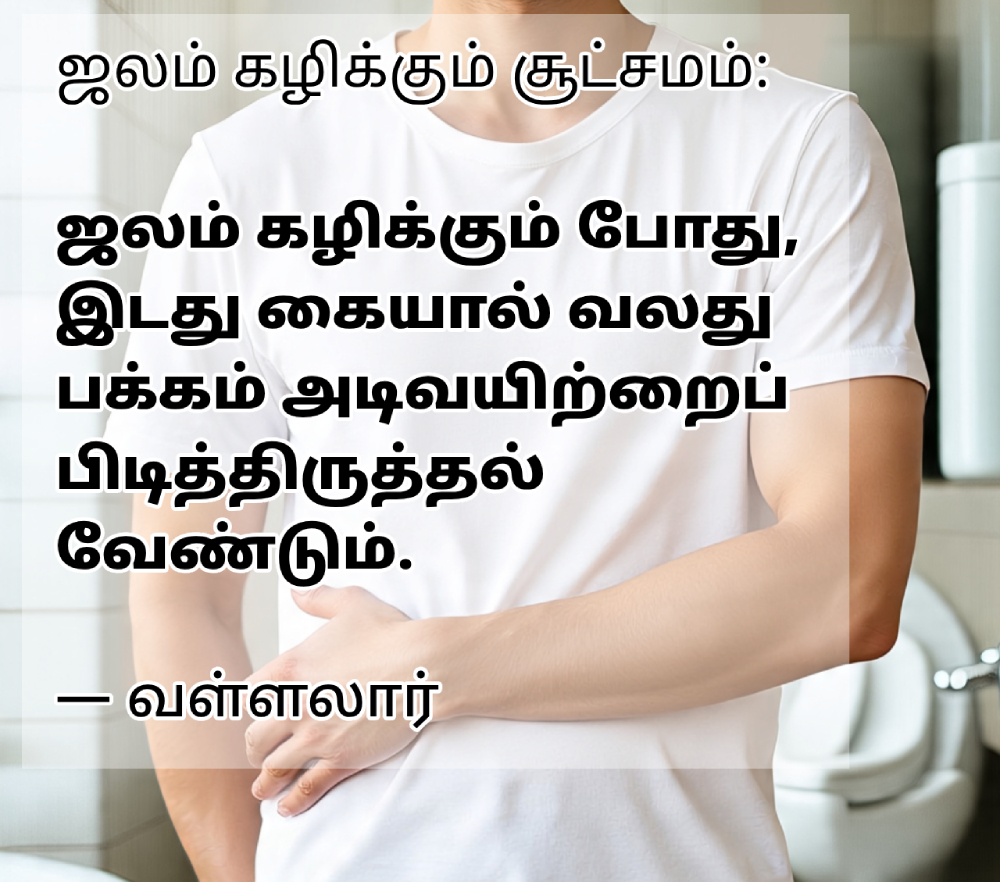 ஜலம் கழிக்கும் சூட்சமம்:
ஜலம் கழிக்கும் போது,
இடது கையால் வலது
பக்கம் அடிவயிற்றைப்
பிடித்திருத்தல்
வேண்டும்.
— வள்ளலார்